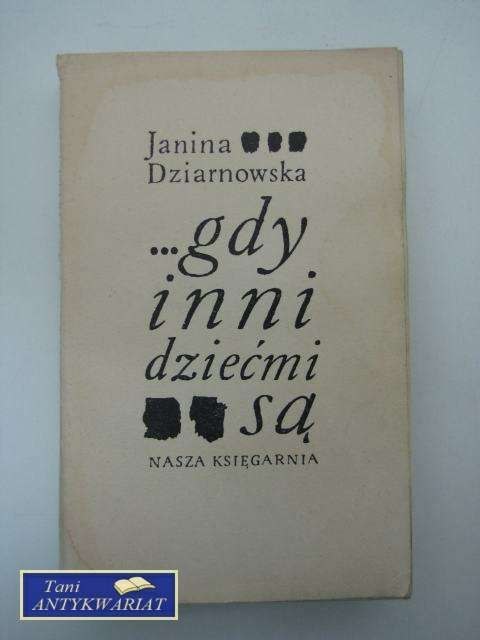 Janina
Dziarnowska
...gdy
inni
dziećmi
są
NASZA KSIĘGARNIA
Tani
ANTYKWARIAT